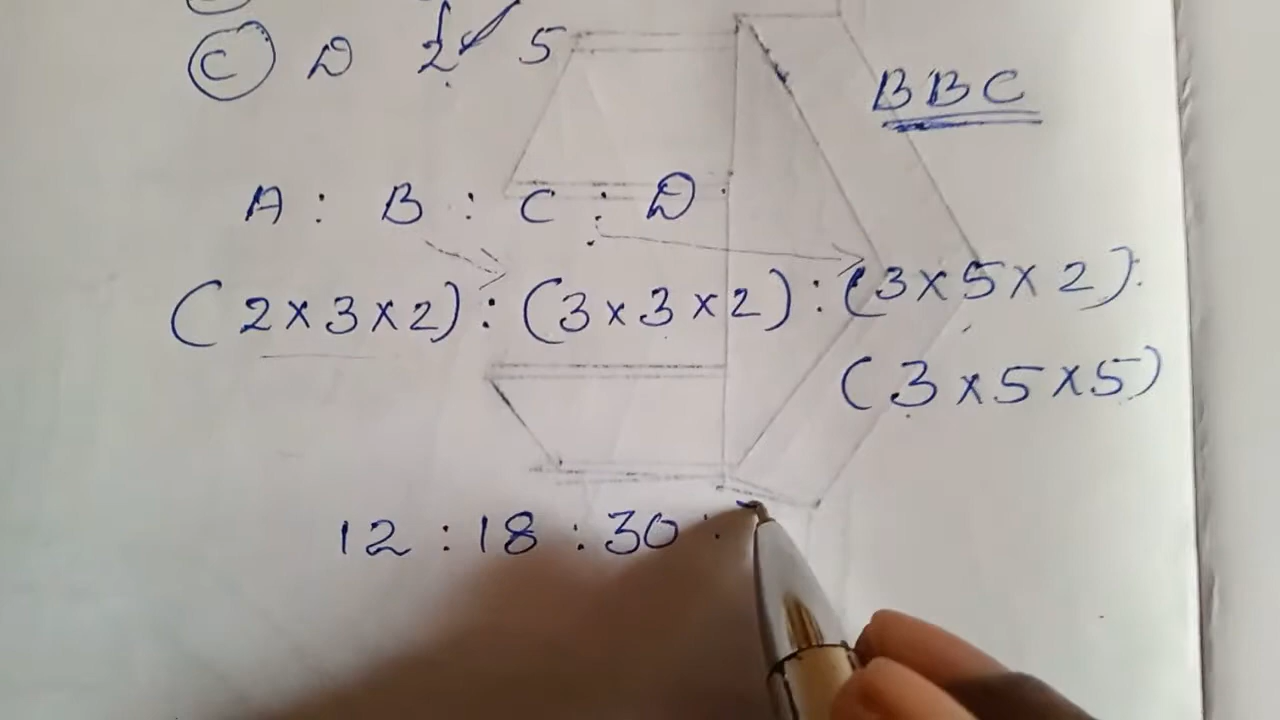 C D 2 5
BBC
A : B : C : D
(2×3×2) : (3×3×2) : (3×5×2) :
(3×5×5)
12 : 18 : 30 :